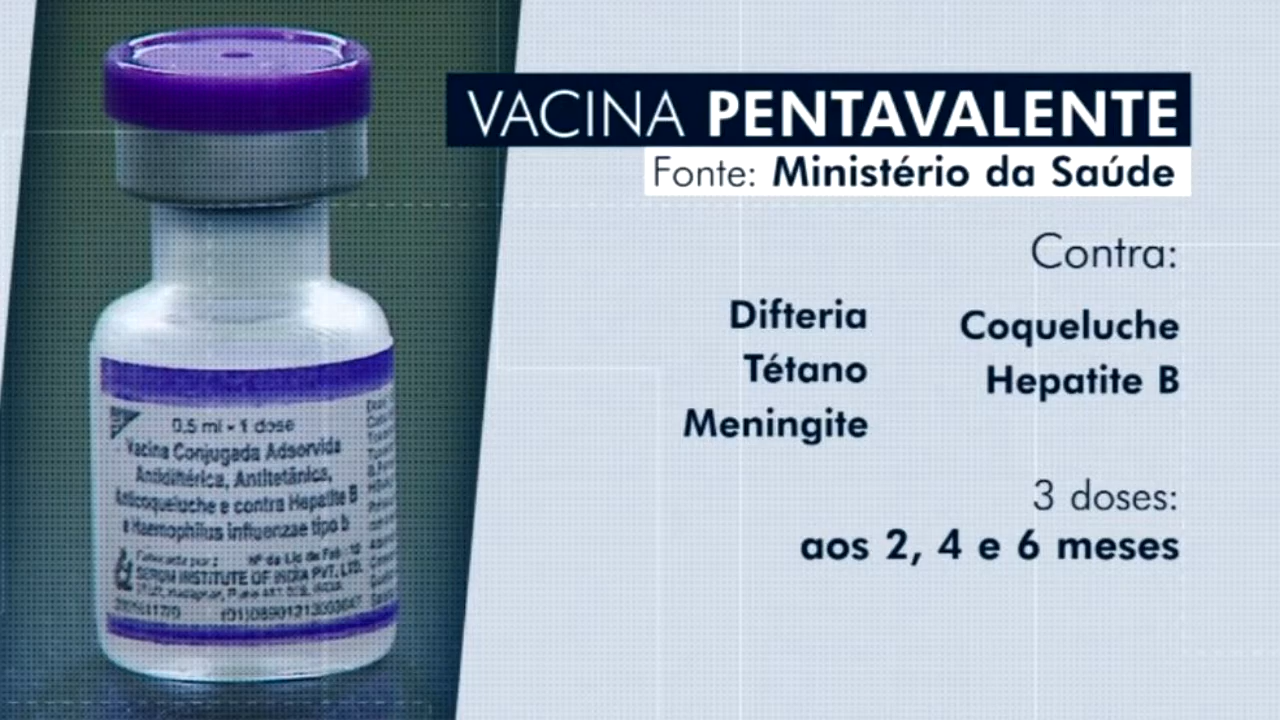 VACINA PENTAVALENTE
Fonte: Ministério da Saúde
Contra:
Difteria
Tétano
Meningite
Coqueluche
Hepatite B
3 doses:
aos 2, 4 e 6 meses
0,5 ml - 1 dose
Vacina Conjugada Adsorvida
Antidiftérica, Antitetânica,
Anticoqueluche e contra Hepatite B
e Haemophilus influenzae tipo b
Fabricada por:
SERUM INSTITUTE OF INDIA PVT. LTD.